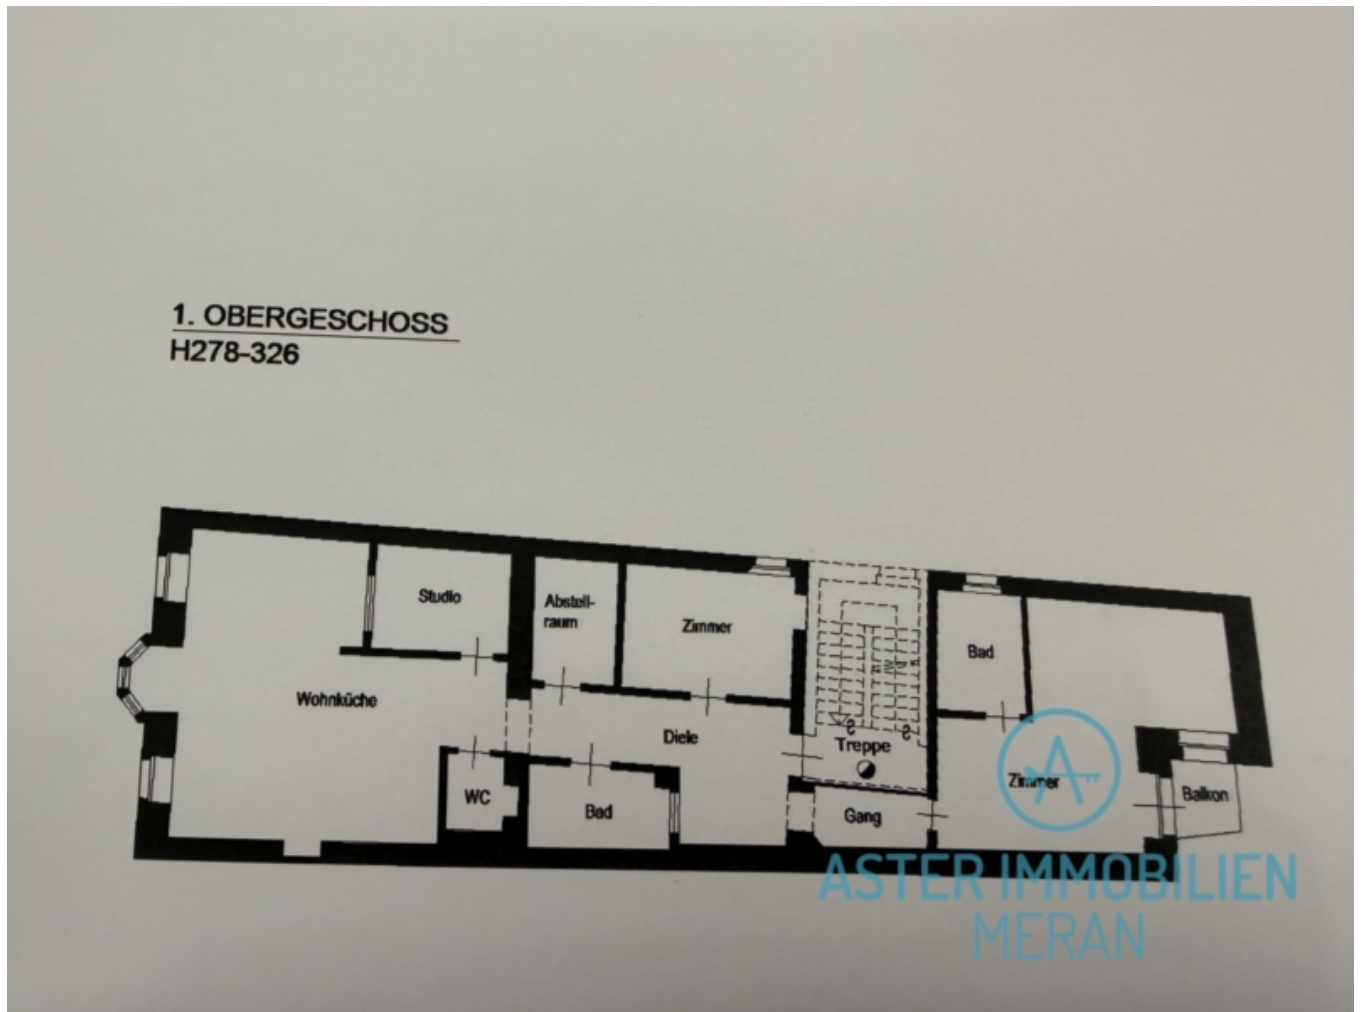 1. OBERGESCHOSS
H278-326
Studio
Abstell-
raum
Zimmer
Bad
Wohnküche
Diele
Treppe
Zimmer
WC
Bad
Gang
Balkon
ASTER IMMOBILIEN
MERAN